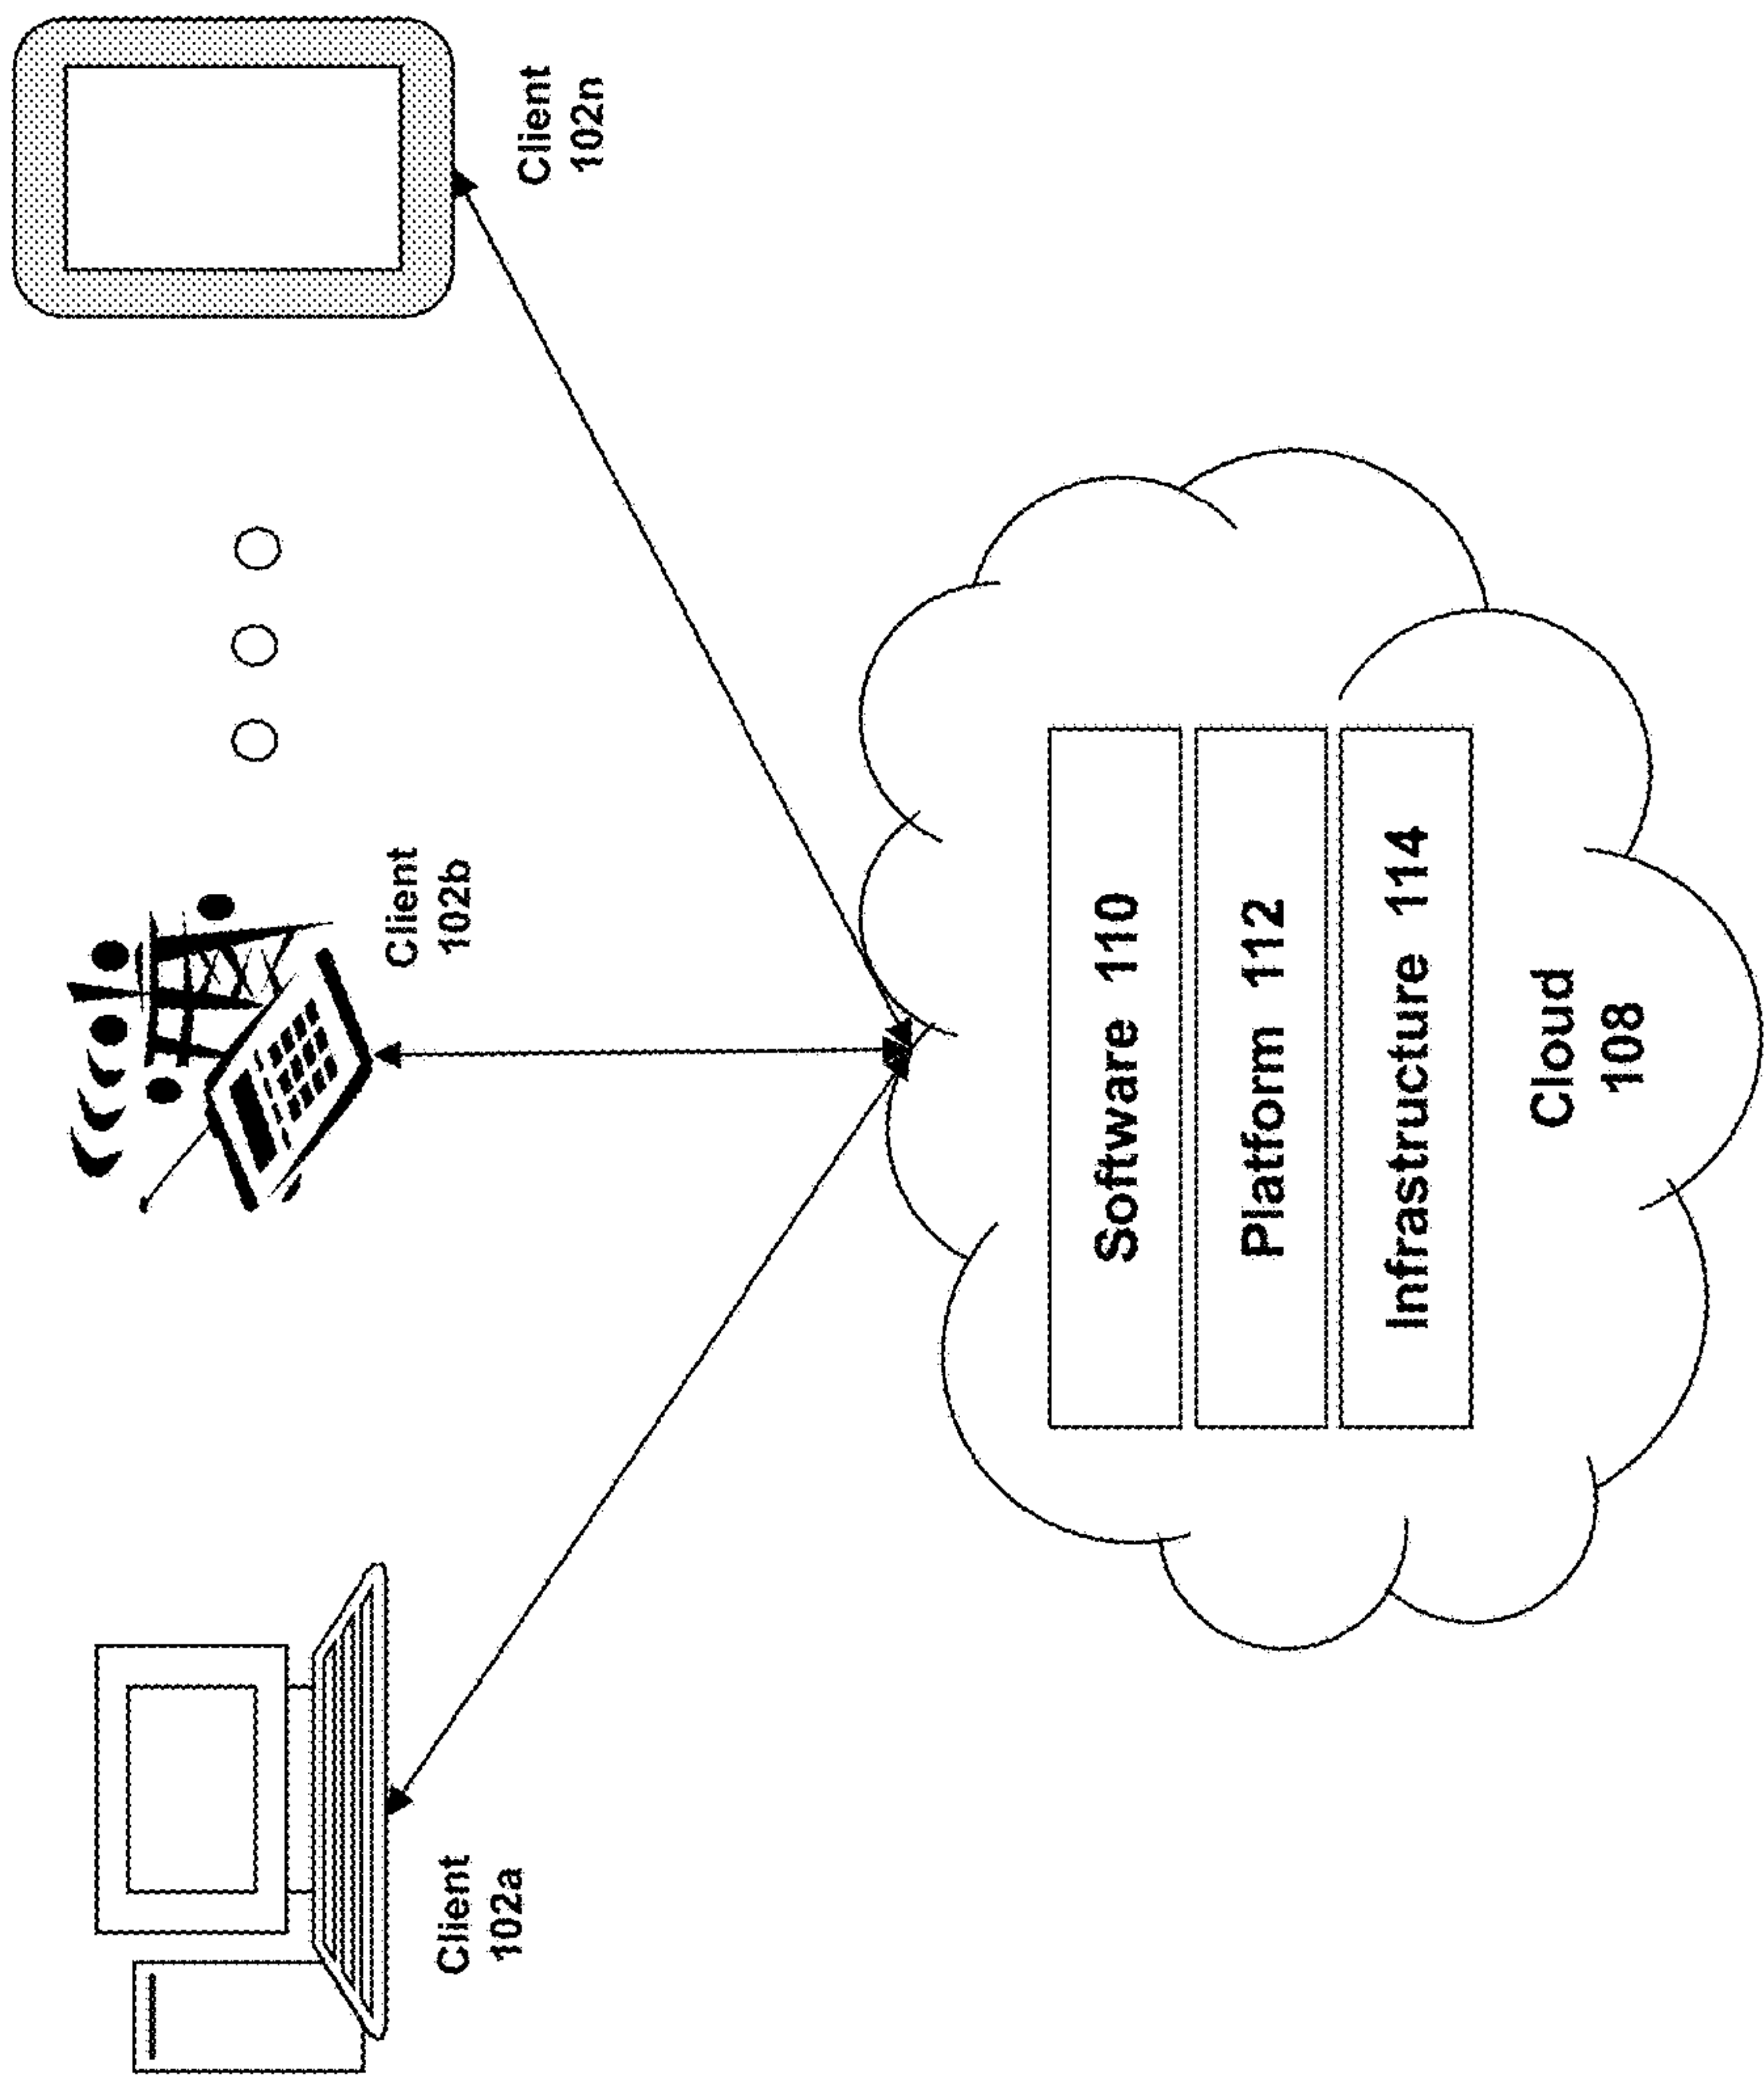 Client
102a
Client
102b
Client
102n
Software 110
Platform 112
Infrastructure 114
Cloud
108